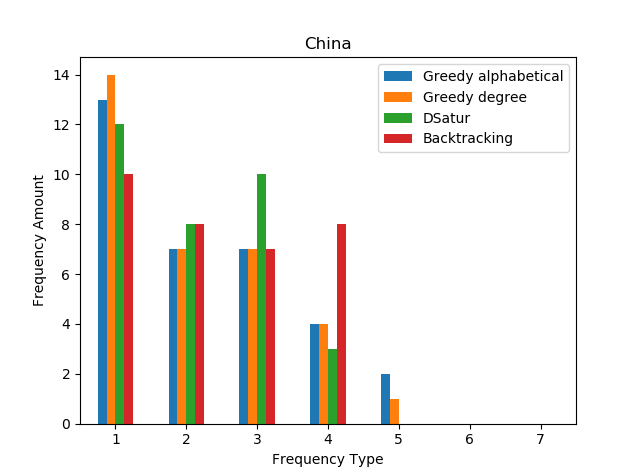 China
Greedy alphabetical
Greedy degree
DSatur
Backtracking
Frequency Amount
14
12
10
8
6
4
2
0
1 2 3 4 5 6 7
Frequency Type